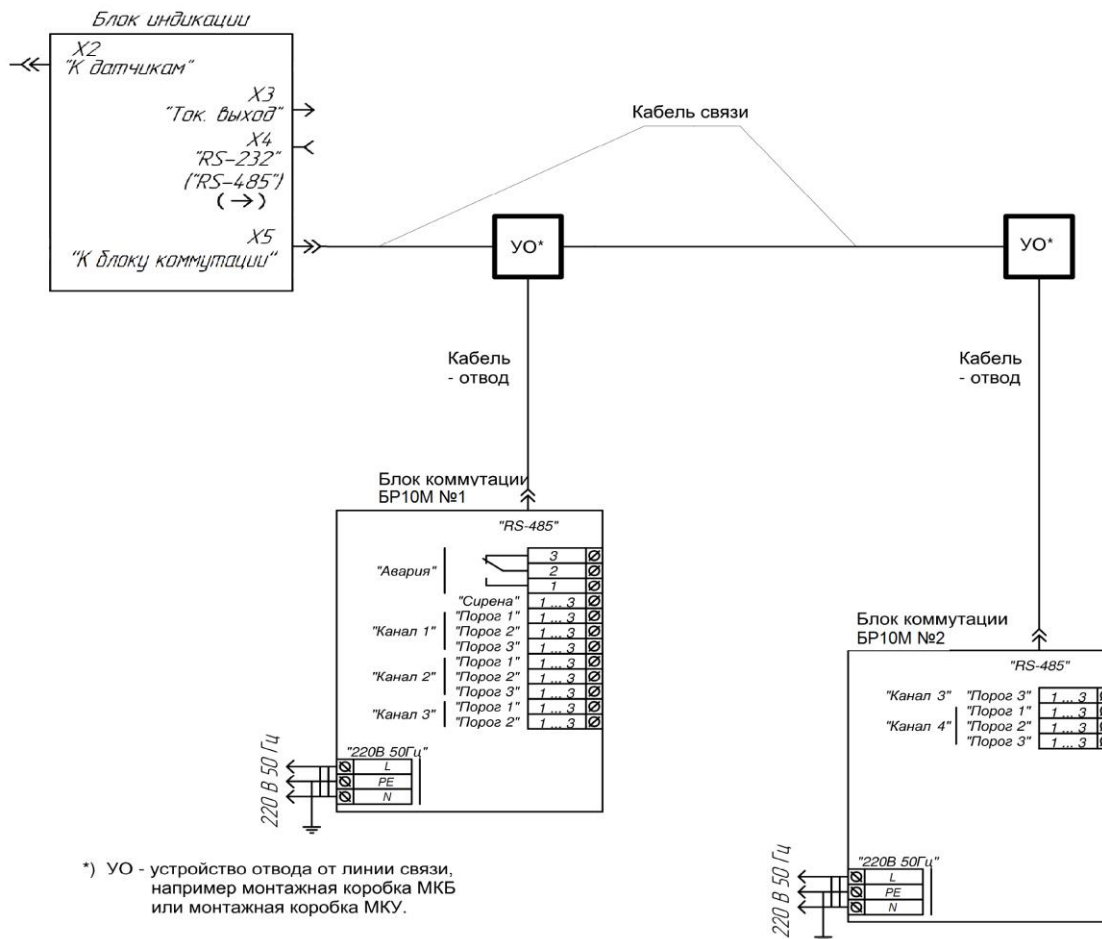 Блок индикации
X2
"К датчикам"
X3
"Ток. выход"
X4
"RS-232"
("RS-485")
(→)
X5
"К блоку коммутации"
Кабель связи
УО*
УО*
Кабель
- отвод
Кабель
- отвод
Блок коммутации
БР10М №1
"RS-485"
"Авария"
3
2
1
"Сирена" 1 ... 3
"Канал 1"
"Порог 1" 1 ... 3
"Порог 2" 1 ... 3
"Порог 3" 1 ... 3
"Канал 2"
"Порог 1" 1 ... 3
"Порог 2" 1 ... 3
"Порог 3" 1 ... 3
"Канал 3"
"Порог 1" 1 ... 3
"Порог 2" 1 ... 3
"220В 50Гц"
220 В 50 Гц
L
PE
N
Блок коммутации
БР10М №2
"RS-485"
"Канал 3" "Порог 3" 1 ... 3
"Канал 4"
"Порог 1" 1 ... 3
"Порог 2" 1 ... 3
"Порог 3" 1 ... 3
"220В 50Гц"
220 В 50 Гц
L
PE
N
*) УО - устройство отвода от линии связи,
например монтажная коробка МКБ
или монтажная коробка МКУ.